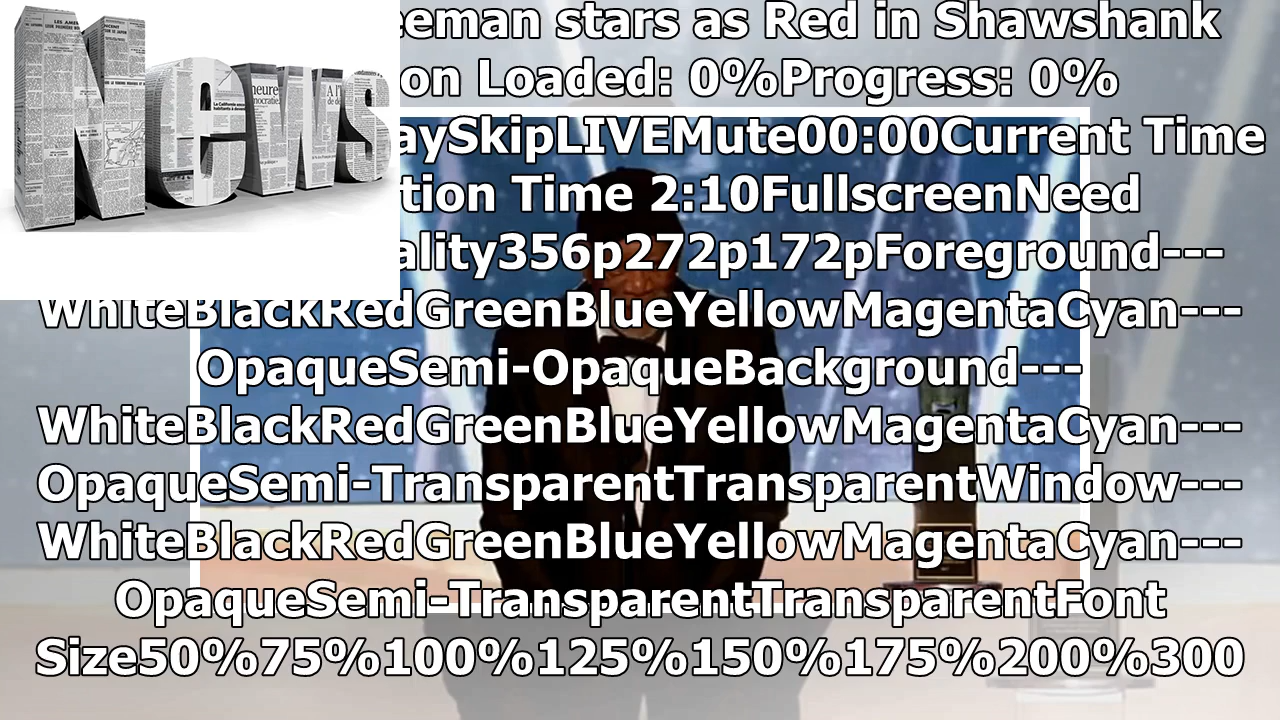 NEWS
eeman stars as Red in Shawshank
on Loaded: 0%Progress: 0%
aySkipLIVEMute00:00Current Time
tion Time 2:10FullscreenNeed
ality356p272p172pForeground---
WhiteBlackRedGreenBlueYellowMagentaCyan---
OpaqueSemi-OpaqueBackground---
WhiteBlackRedGreenBlueYellowMagentaCyan---
OpaqueSemi-TransparentTransparentWindow---
WhiteBlackRedGreenBlueYellowMagentaCyan---
OpaqueSemi-TransparentTransparentFont
Size50%75%100%125%150%175%200%300